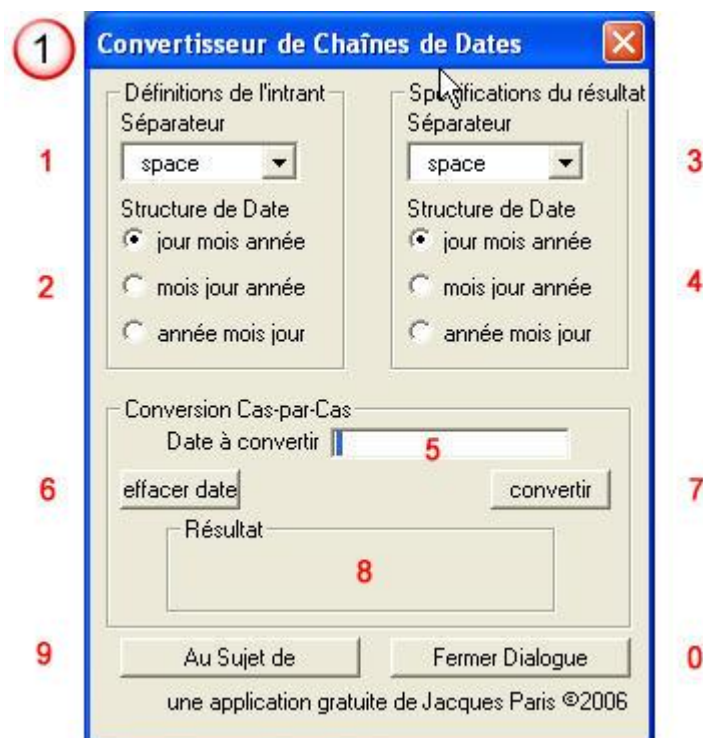 1 Convertisseur de Chaînes de Dates
Définitions de l'intrant
Séparateur
1 space
Structure de Date
jour mois année
2 mois jour année
année mois jour
Spécifications du résultat
Séparateur
space 3
Structure de Date
jour mois année
mois jour année 4
année mois jour
Conversion Cas-par-Cas
Date à convertir 5
6 effacer date convertir 7
Résultat
8
9 Au Sujet de Fermer Dialogue 0
une application gratuite de Jacques Paris ©2006